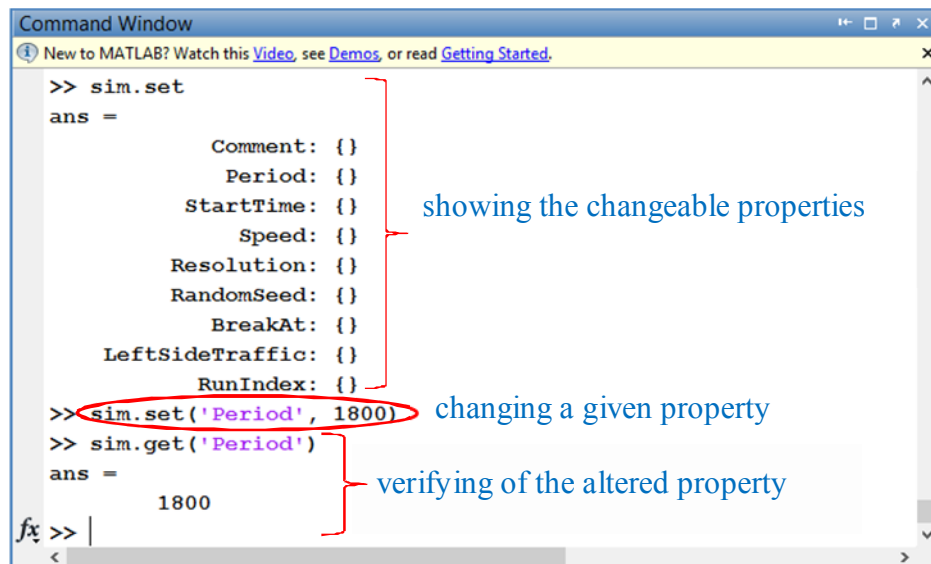 Command Window
New to MATLAB? Watch this Video, see Demos, or read Getting Started.
>> sim.set
ans =
Comment: {}
Period: {}
StartTime: {}
showing the changeable properties
Speed: {}
Resolution: {}
RandomSeed: {}
BreakAt: {}
LeftSideTraffic: {}
RunIndex: {}
>> sim.set('Period', 1800) changing a given property
>> sim.get('Period')
ans =
verifying of the altered property
1800
fx >>